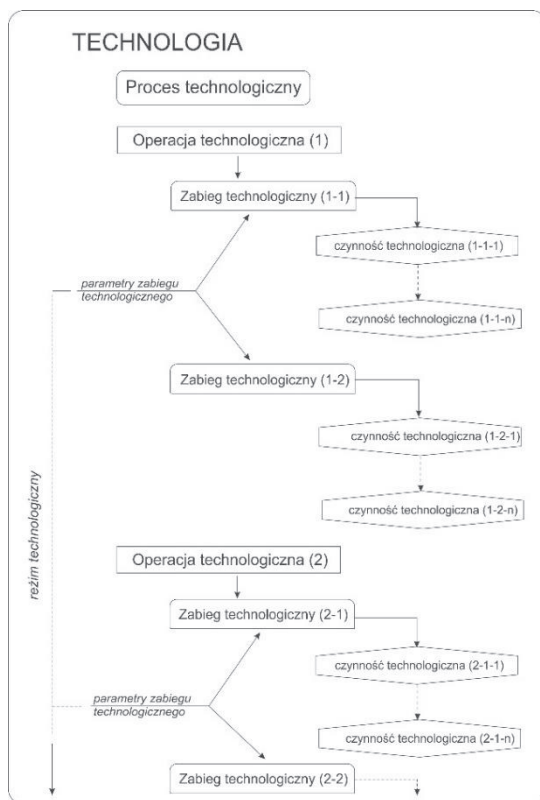 TECHNOLOGIA
Proces technologiczny
Operacja technologiczna (1)
Zabieg technologiczny (1-1)
czynność technologiczna (1-1-1)
parametry zabiegu
technologicznego
czynność technologiczna (1-1-n)
Zabieg technologiczny (1-2)
czynność technologiczna (1-2-1)
czynność technologiczna (1-2-n)
reżim technologiczny
Operacja technologiczna (2)
Zabieg technologiczny (2-1)
czynność technologiczna (2-1-1)
parametry zabiegu
technologicznego
czynność technologiczna (2-1-n)
Zabieg technologiczny (2-2)